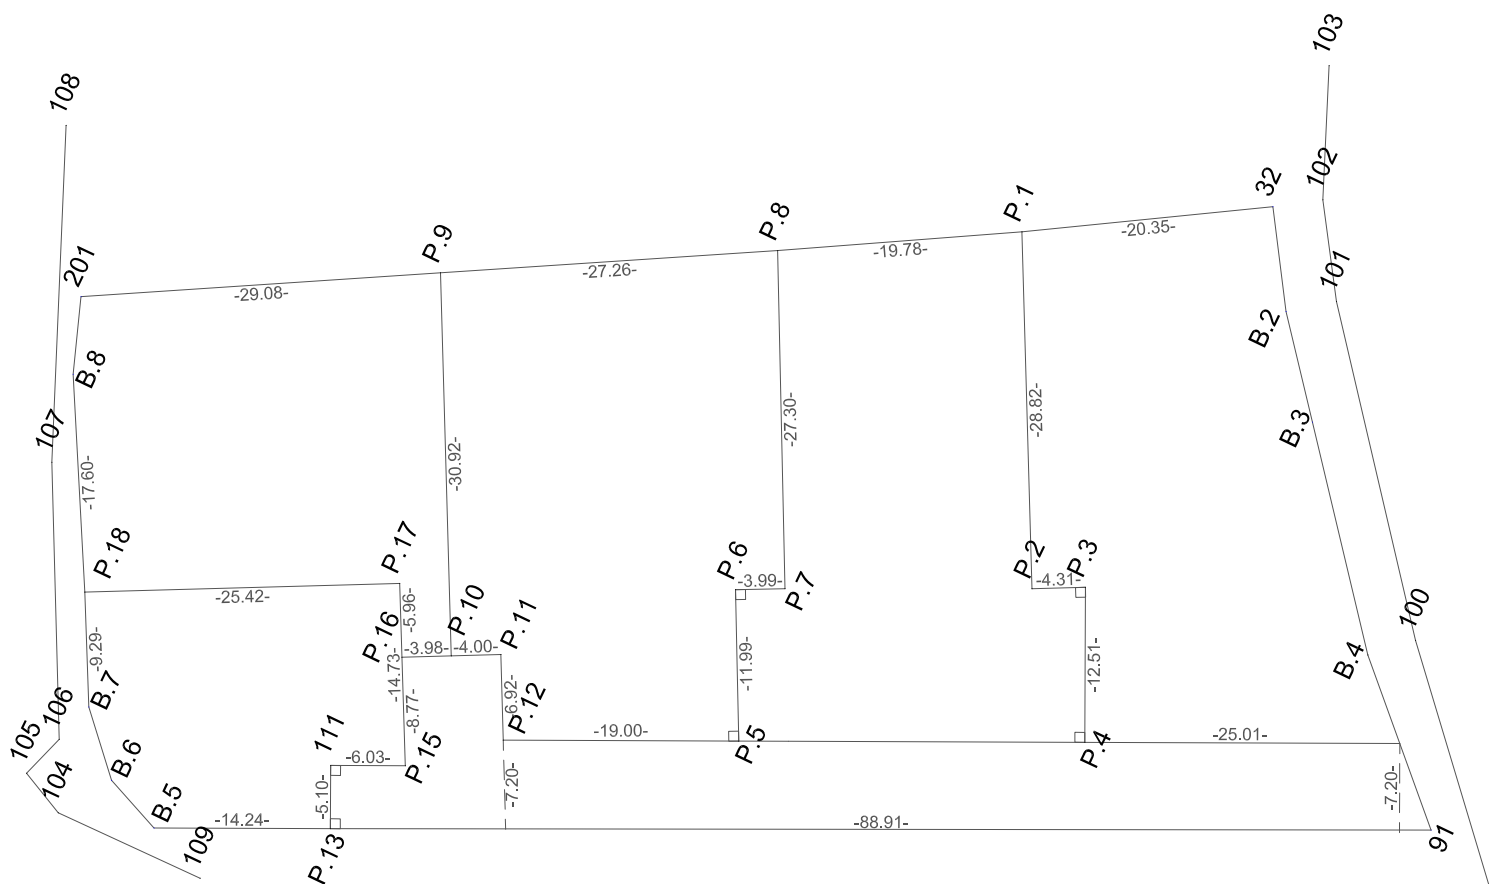 103
108
102
32
P.1
P.8
P.9
201
101
-20.35-
-19.78-
-27.26-
-29.08-
B.2
B.8
107
-28.82-
-27.30-
-30.92-
-17.60-
B.3
P.18
P.17
P.6
P.7
P.2
P.3
-3.99-
-4.31-
-25.42-
-5.96-
P.16
P.10
P.11
100
-3.98-
-4.00-
-9.29-
-14.73-
-11.99-
-12.51-
B.4
B.7
106
105
104
B.6
-8.77-
-6.92-
P.12
-19.00-
P.5
P.4
-25.01-
111
-6.03-
P.15
-5.10-
-7.20-
-7.20-
B.5
-14.24-
-88.91-
91
109
P.13